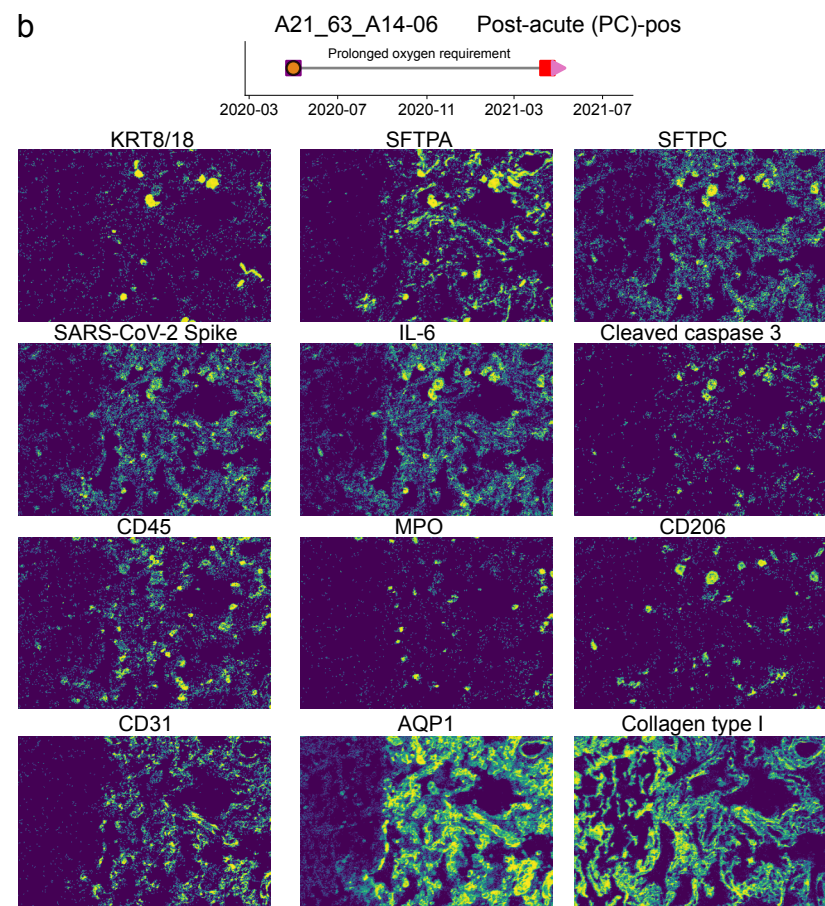 b
A21_63_A14-06 Post-acute (PC)-pos
Prolonged oxygen requirement
2020-03 2020-07 2020-11 2021-03 2021-07
KRT8/18 SFTPA SFTPC
SARS-CoV-2 Spike IL-6 Cleaved caspase 3
CD45 MPO CD206
CD31 AQP1 Collagen type I